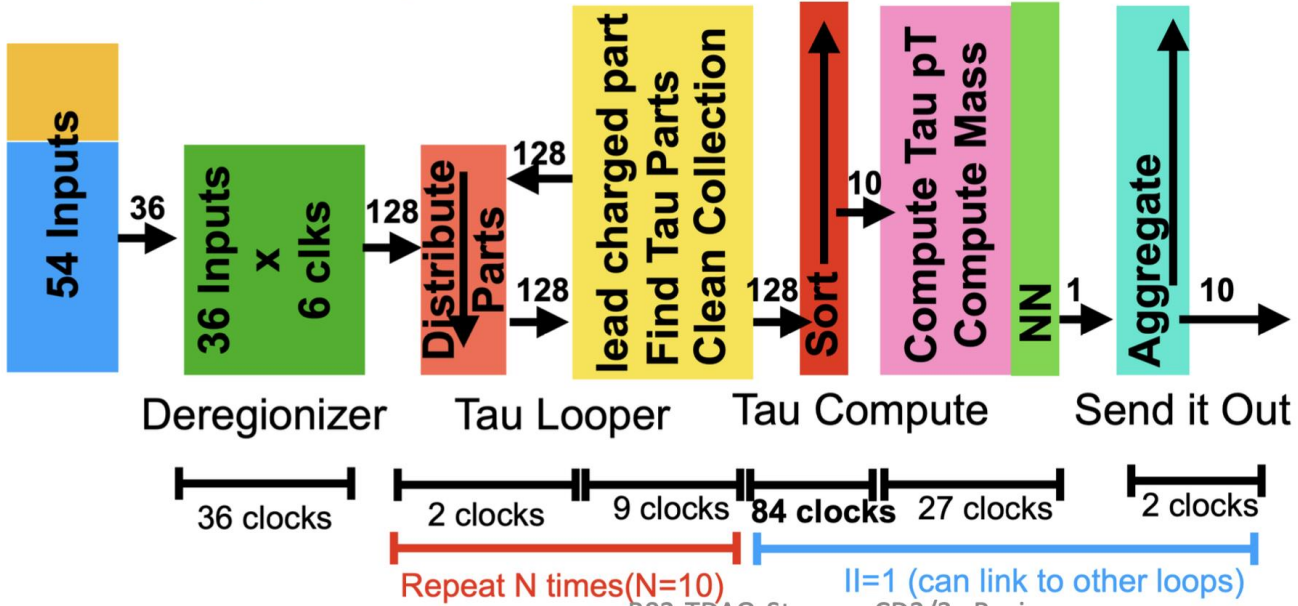 54 Inputs
36
36 Inputs
x
6 clks
128
Distribute
Parts
128
128
lead charged part
Find Tau Parts
Clean Collection
128
Sort
10
Compute Tau pT
Compute Mass
NN
1
Aggregate
10
Deregionizer
Tau Looper
Tau Compute
Send it Out
36 clocks
2 clocks
9 clocks
84 clocks
27 clocks
2 clocks
Repeat N times(N=10)
II=1 (can link to other loops)